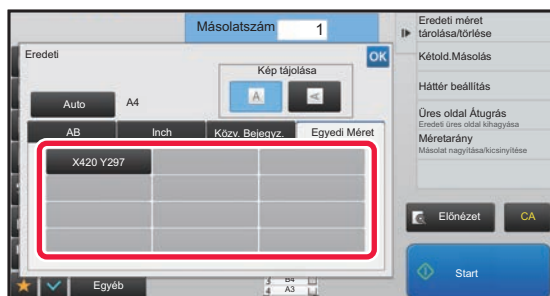 Másolatszám 1
Eredeti
OK
Kép tájolása
A A
Auto A4
AB Inch Közv. Bejegyz. Egyedi Méret
X420 Y297
Egyéb
3 B4
4 A3
Eredeti méret
tárolása/törlése
Kétold.Másolás
Háttér beállítás
Üres oldal Átugrás
Eredeti üres oldal kihagyása
Méretarány
Másolat nagyítása/kicsinyítése
Előnézet CA
Start